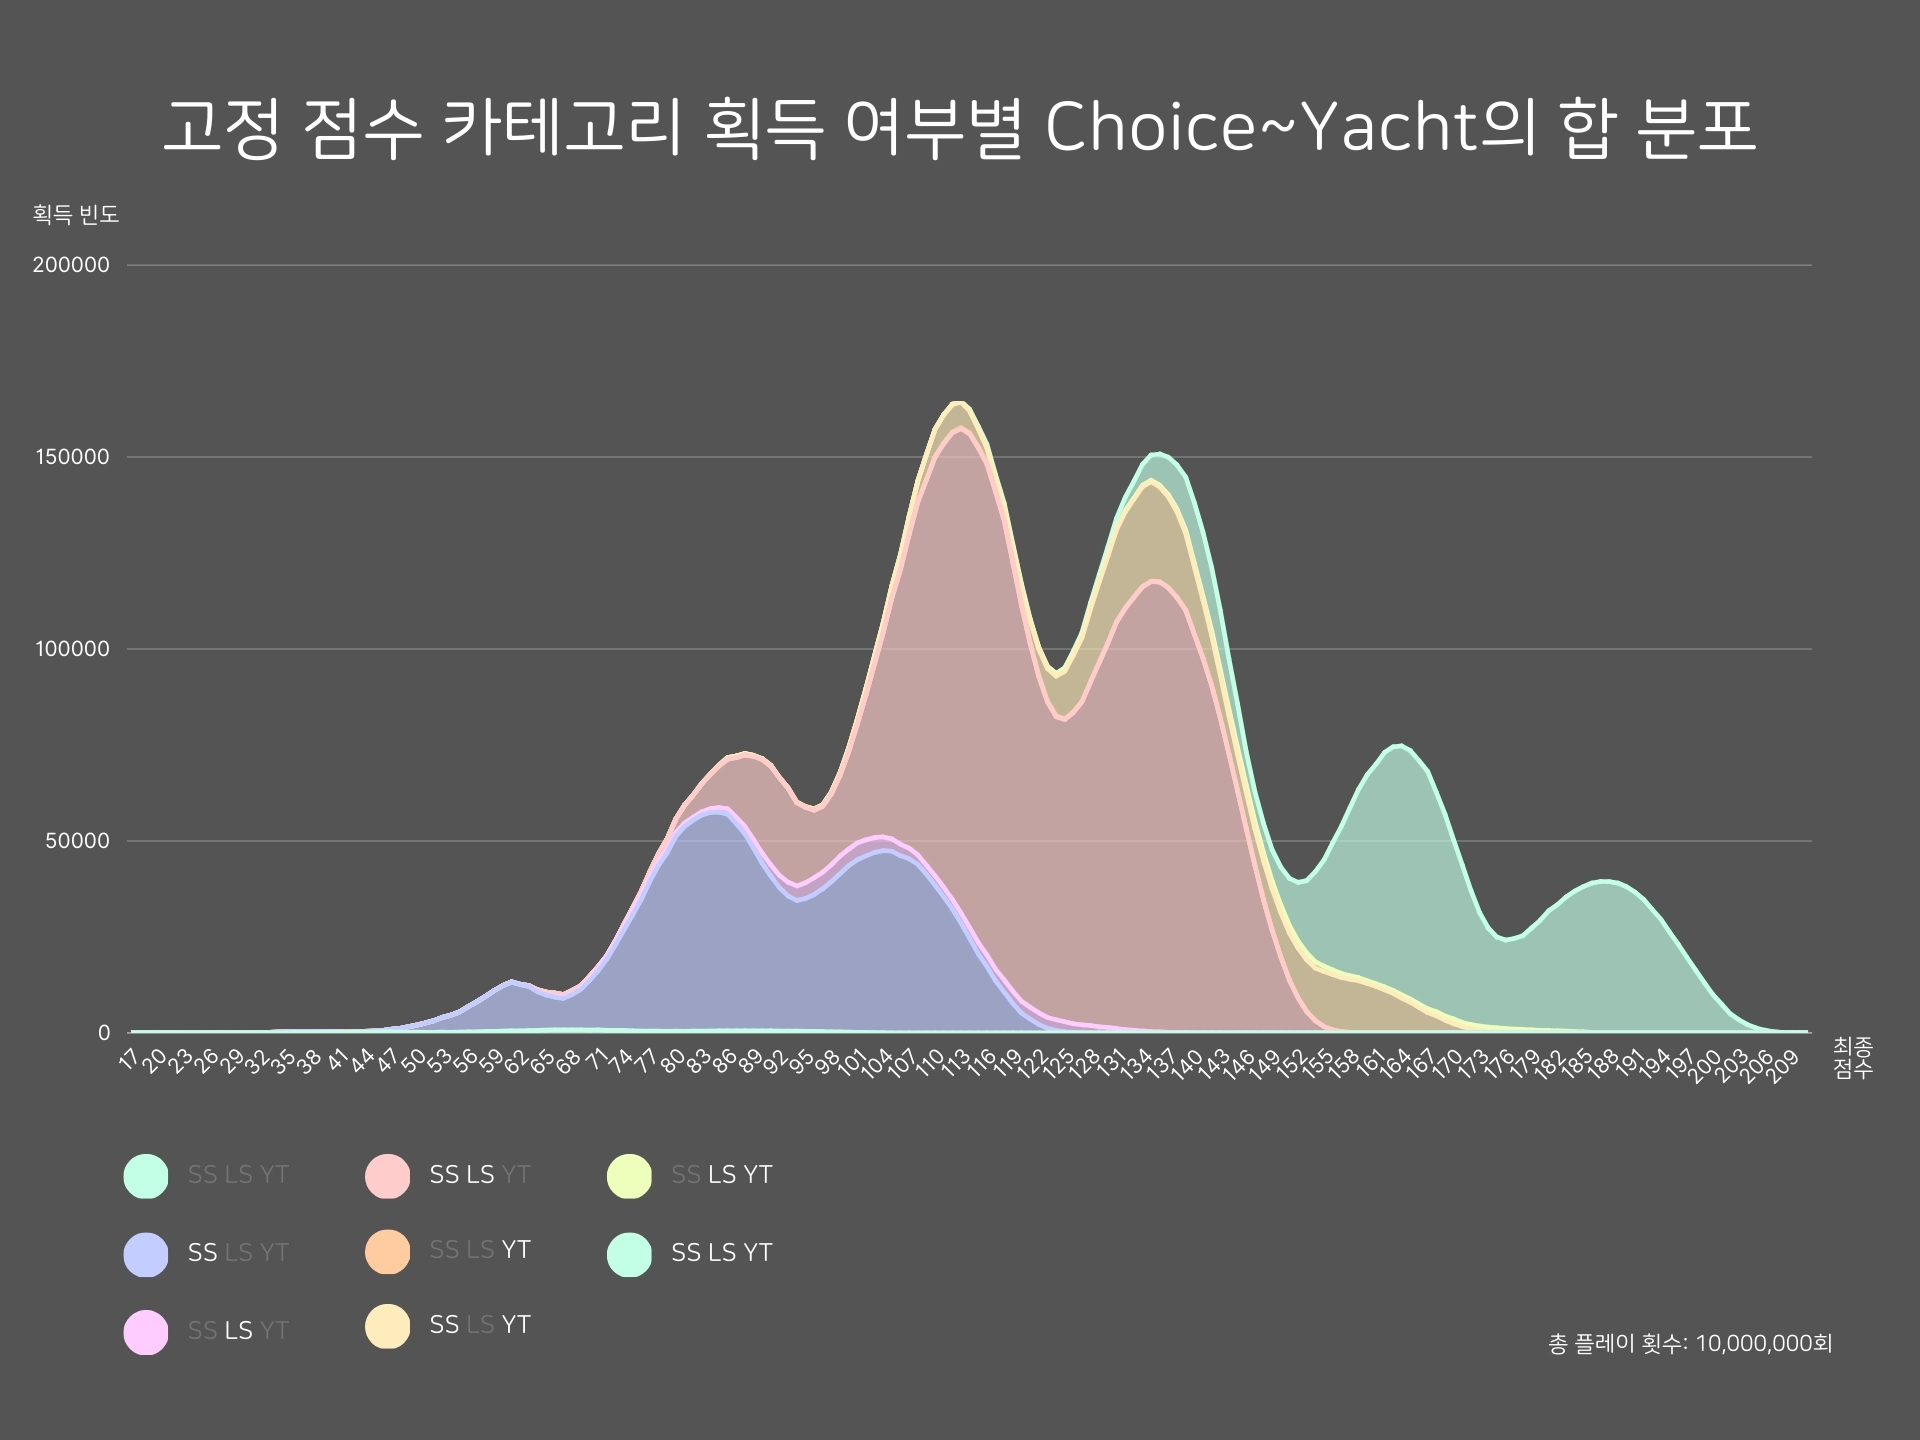 고정 점수 카테고리 획득 여부별 Choice~Yacht의 합 분포
획득 빈도
200000
150000
100000
50000
0
17 20 23 26 29 32 35 38 41 44 47 50 53 56 59 62 65 68 71 74 77 80 83 86 89 92 95 98 101 104 107 110 113 116 119 122 125 128 131 134 137 140 143 146 149 152 155 158 161 164 167 170 173 176 179 182 185 188 191 194 197 200 203 206 209
최종
점수
SS LS YT
SS LS YT
SS LS YT
SS LS YT
SS LS YT
SS LS YT
SS LS YT
SS LS YT
총 플레이 횟수: 10,000,000회